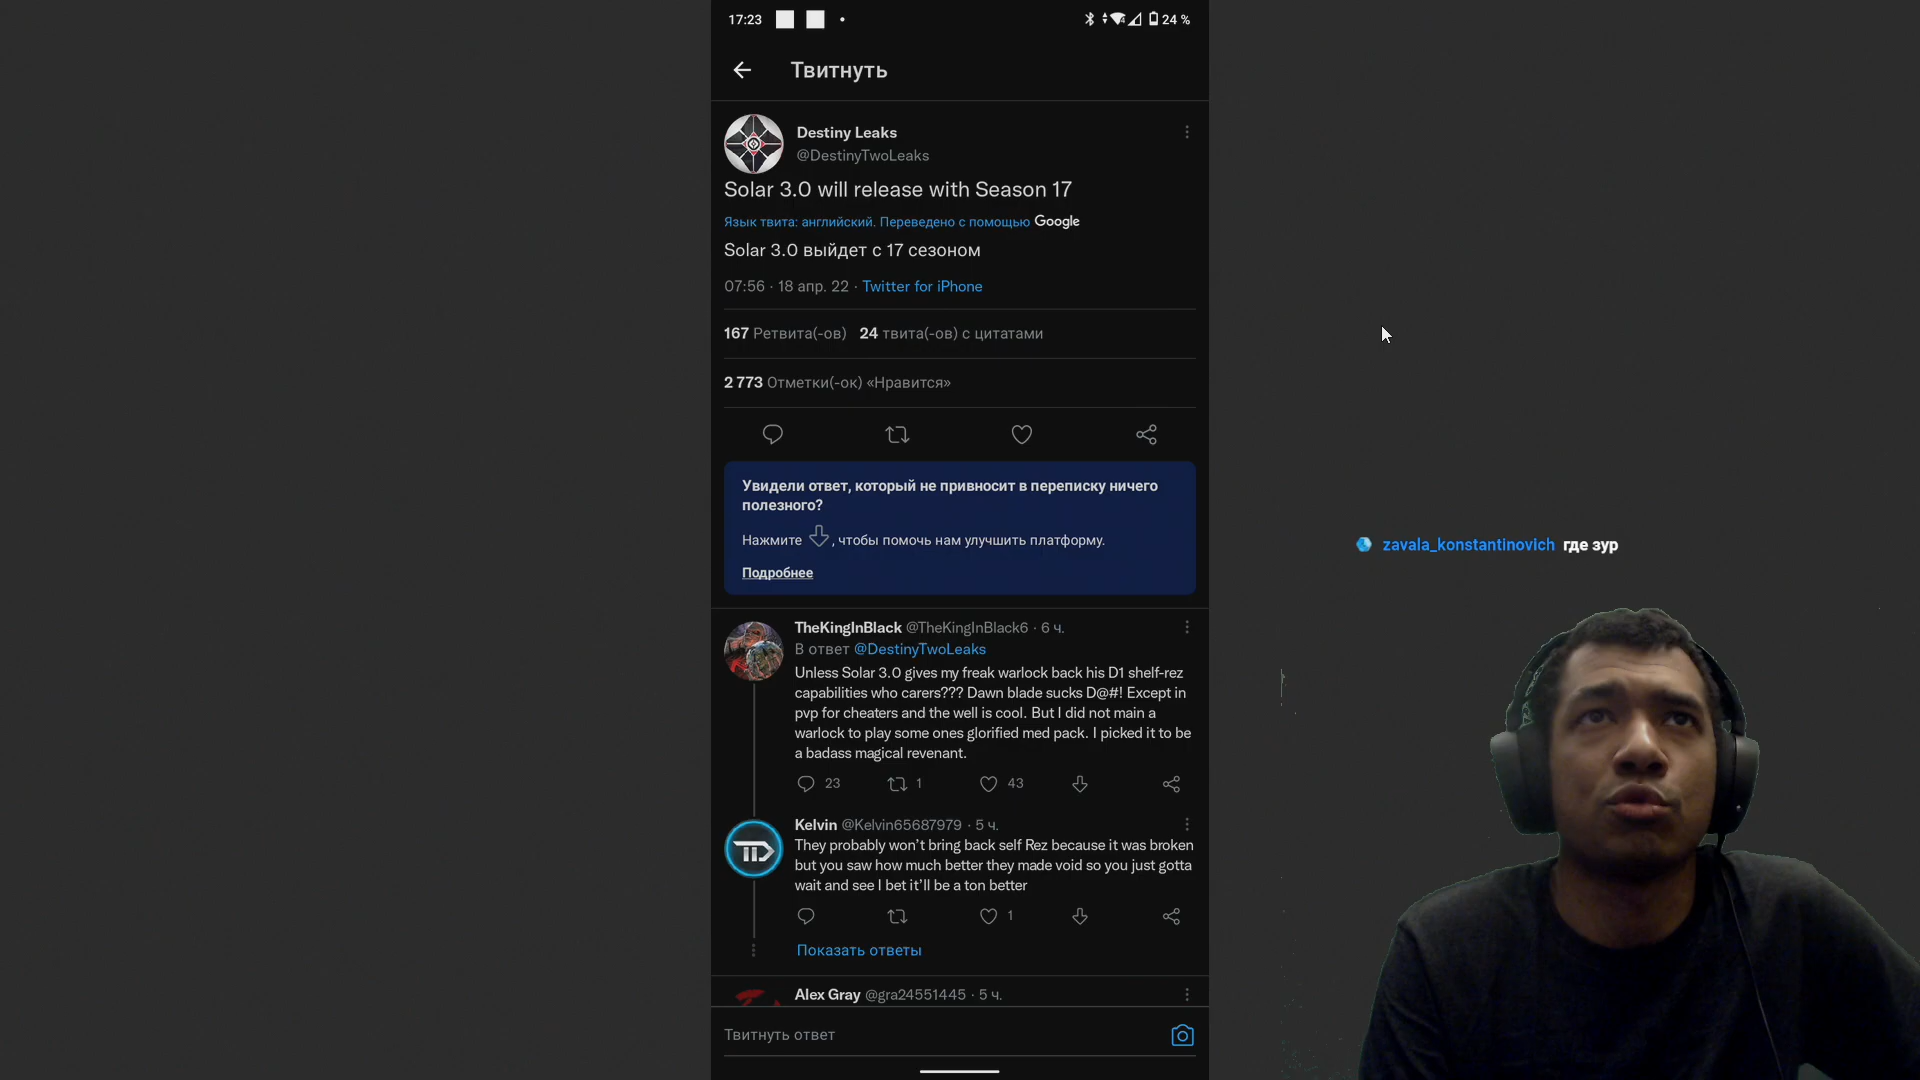 17:23
24 %
Твитнуть
Destiny Leaks
@DestinyTwoLeaks
Solar 3.0 will release with Season 17
Язык твита: английский. Переведено с помощью Google
Solar 3.0 выйдет с 17 сезоном
07:56 · 18 апр. 22 · Twitter for iPhone
167 Ретвита(-ов) 24 твита(-ов) с цитатами
2 773 Отметки(-ок) «Нравится»
Увидели ответ, который не привносит в переписку ничего
полезного?
Нажмите , чтобы помочь нам улучшить платформу.
Подробнее
TheKingInBlack @TheKingInBlack6 · 6 ч.
В ответ @DestinyTwoLeaks
Unless Solar 3.0 gives my freak warlock back his D1 shelf-rez
capabilities who carers??? Dawn blade sucks D@#! Except in
pvp for cheaters and the well is cool. But I did not main a
warlock to play some ones glorified med pack. I picked it to be
a badass magical revenant.
23 1 43
Kelvin @Kelvin65687979 · 5 ч.
They probably won't bring back self Rez because it was broken
but you saw how much better they made void so you just gotta
wait and see I bet it'll be a ton better
1
Показать ответы
Alex Gray @gra24551445 · 5 ч.
Твитнуть ответ
zavala_konstantinovich где зур